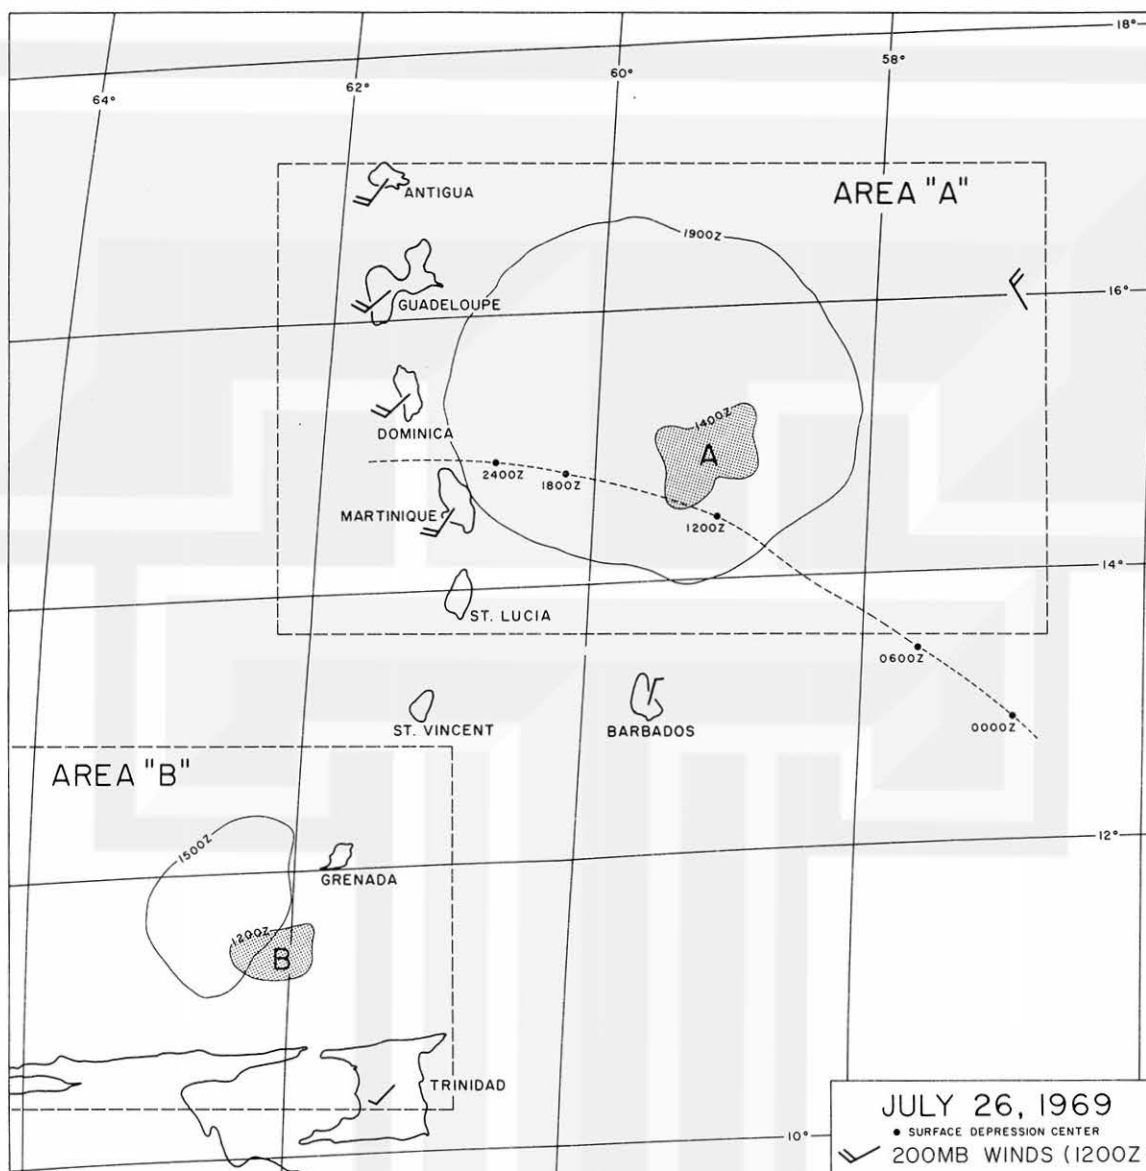 18°
58°
60°
62°
64°
ANTIGUA
AREA "A"
1900Z
GUADELOUPE
16°
1400Z
A
DOMINICA
2400Z
1800Z
MARTINIQUE
1200Z
14°
ST. LUCIA
0600Z
ST. VINCENT
BARBADOS
0000Z
AREA "B"
12°
1500Z
GRENADA
1200Z
B
TRINIDAD
10°
JULY 26, 1969
• SURFACE DEPRESSION CENTER
200MB WINDS (1200Z